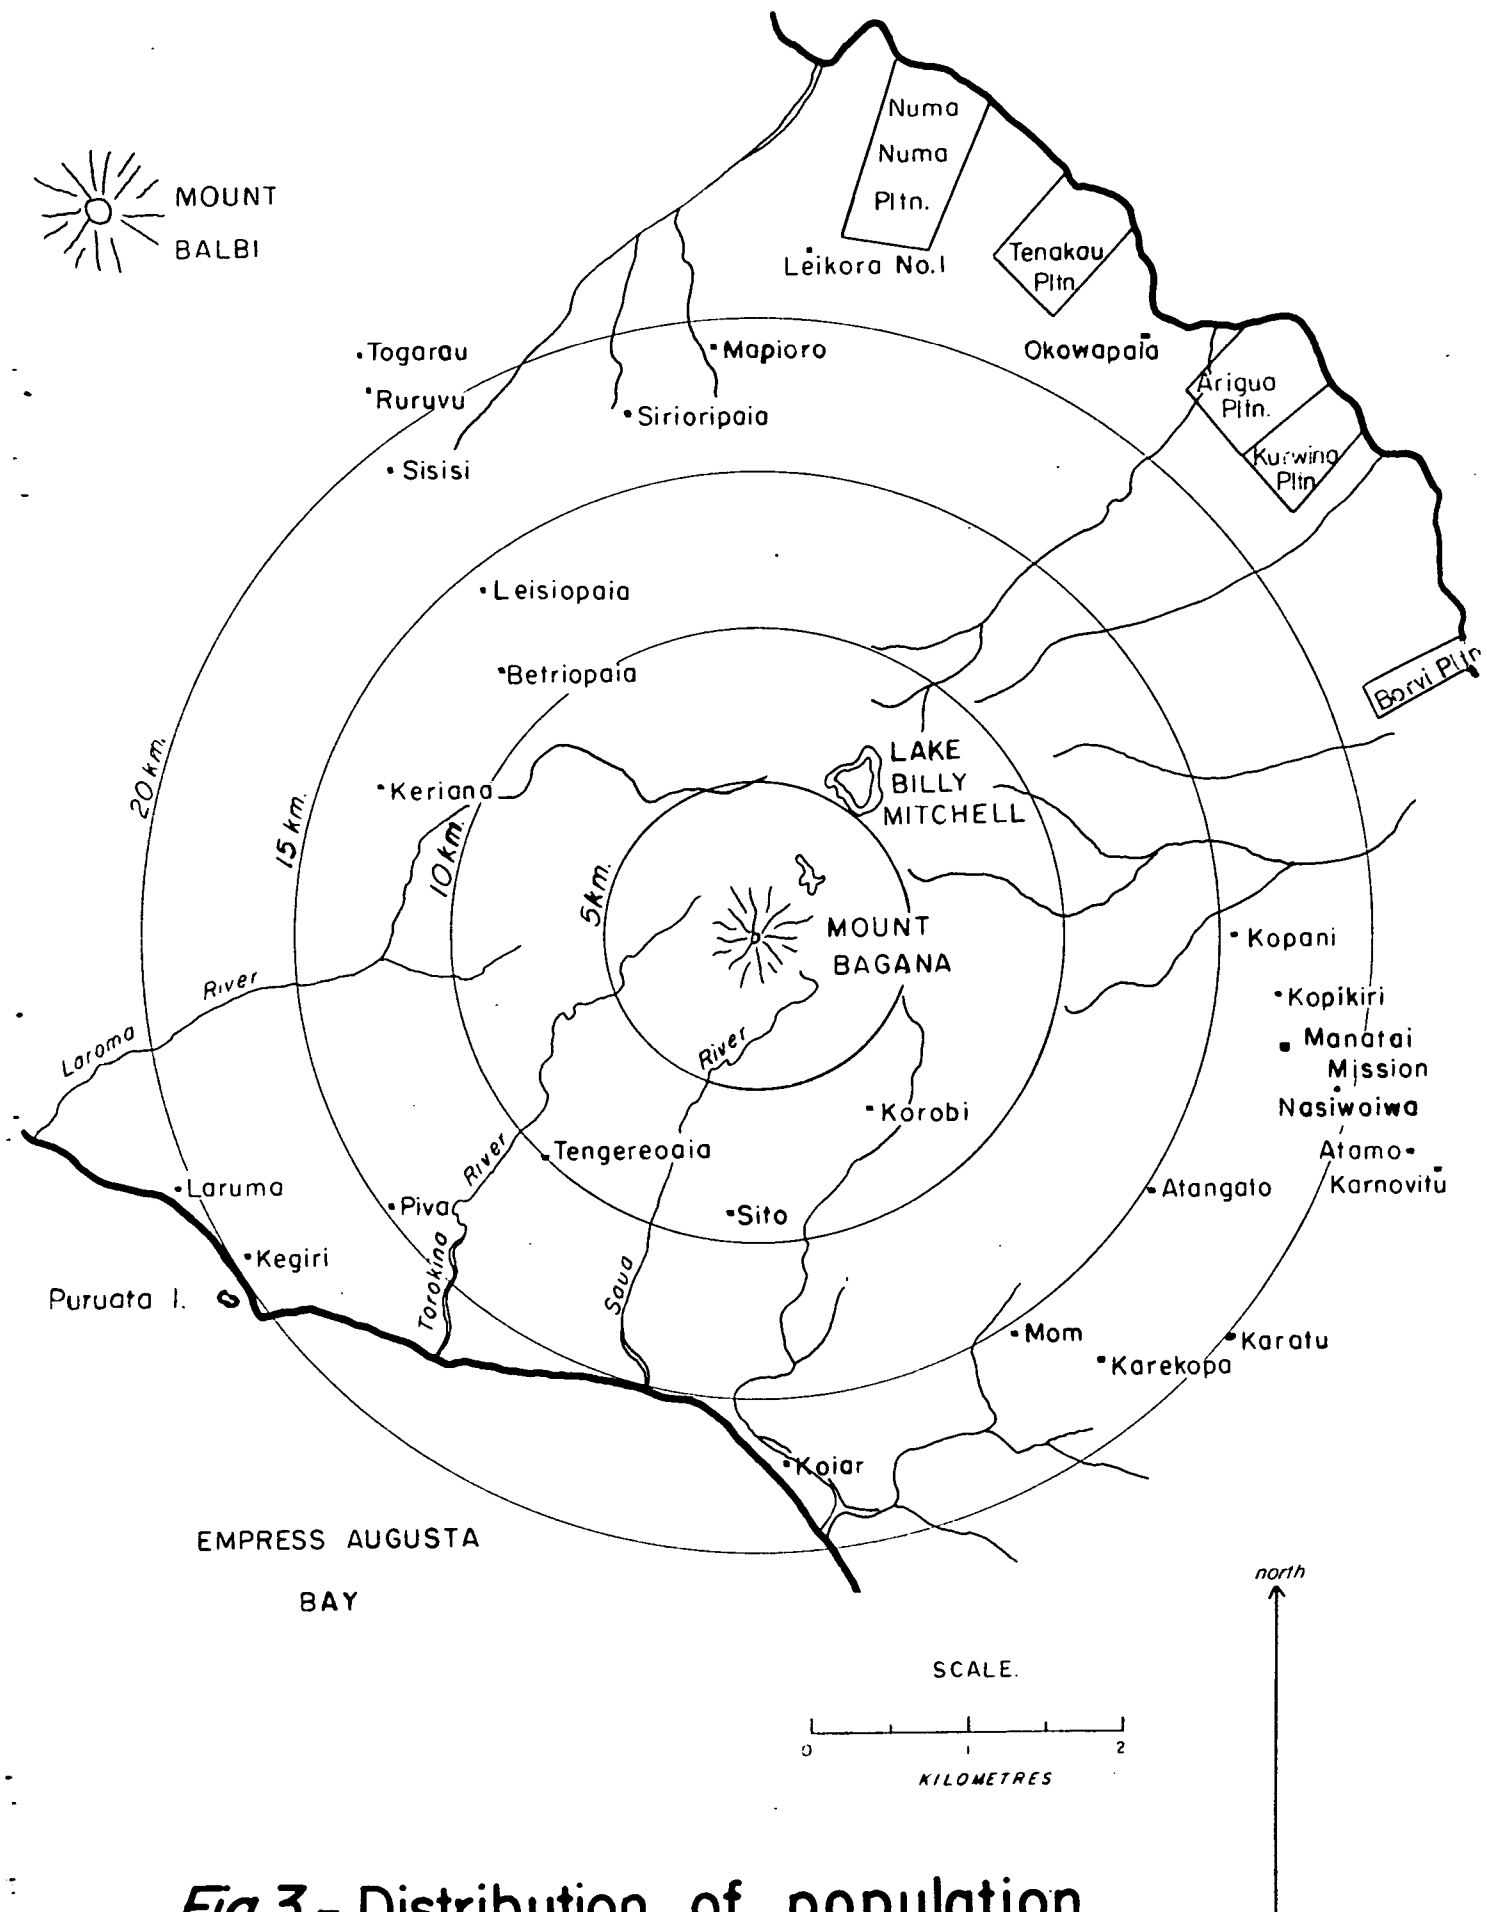 Numa
Numa
Pltn.
MOUNT
BALBI
Tenakau
Pltn
Leikora No.1
Togarau
Mapioro
Okowapaia
Ruruvu
Arigua
Pltn.
Sirioripaia
Sisisi
Kurwina
Pltn
Leisiopaia
Betriopaia
Borvi Pltn
LAKE
BILLY
MITCHELL
20 km.
15 km.
10 km.
5 km.
Keriana
MOUNT
BAGANA
Kopani
Laroma River
Kopikiri
Manatai
Mission
River
Korobi
Nasiwoiwa
Tengereoaia
River
Atamo
Karnovitu
Laruma
Piva
Sito
Atangato
Kegiri
Torokina
Saua
Puruata I.
Mom
Karatu
Karekopa
Koiar
EMPRESS AUGUSTA
BAY
north
SCALE.
0 1 2
KILOMETRES
Fig 3.- Distribution of population